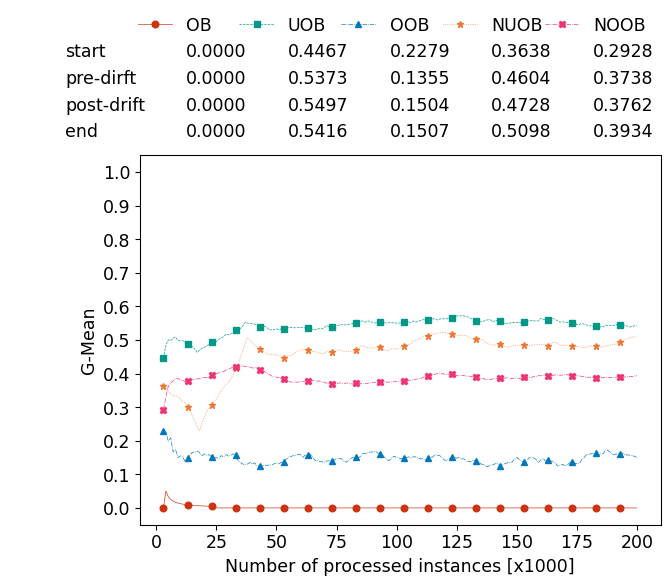 OB UOB OOB NUOB NOOB
start 0.0000 0.4467 0.2279 0.3638 0.2928
pre-dirft 0.0000 0.5373 0.1355 0.4604 0.3738
post-drift 0.0000 0.5497 0.1504 0.4728 0.3762
end 0.0000 0.5416 0.1507 0.5098 0.3934
1.0
0.9
0.8
0.7
0.6
0.5
0.4
0.3
0.2
0.1
0.0
G-Mean
0 25 50 75 100 125 150 175 200
Number of processed instances [x1000]